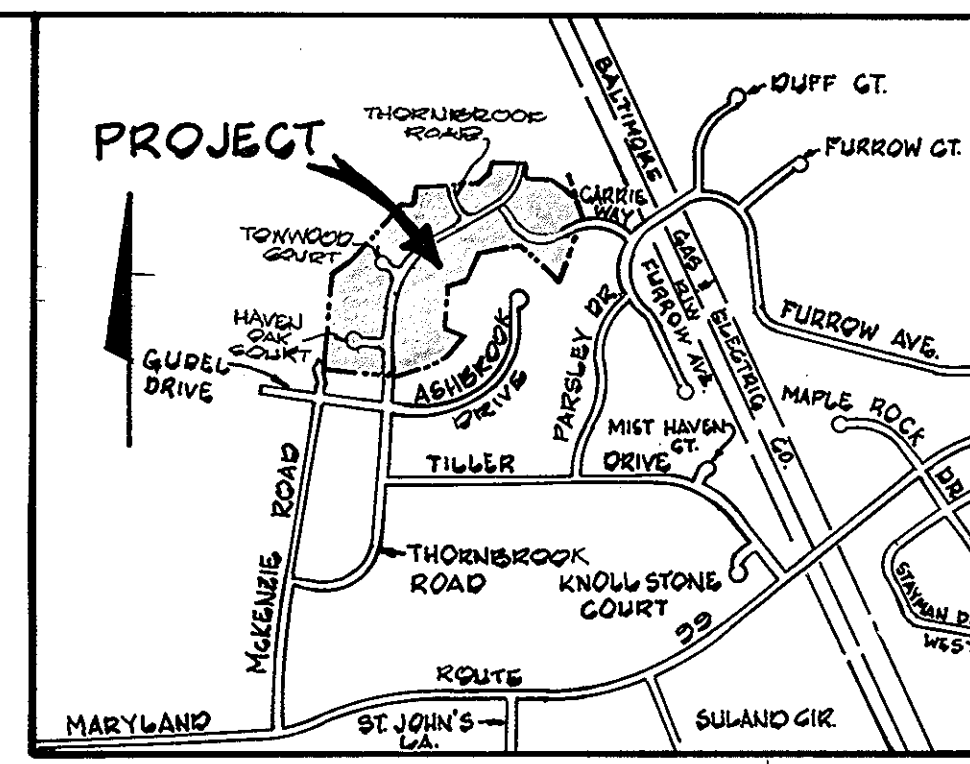 BALTIMORE GAS & ELECTRIC CO.
R/W
DUFF CT.
THORNBROOK
ROAD
PROJECT
FURROW CT.
CARRIE
WAY
TONWOOD
COURT
HAVEN
OAK
COURT
GUDEL
DRIVE
ASHBROOK
DRIVE
PARSLEY DR.
FURROW AVE.
FURROW AVE.
MAPLE ROCK DR
MIST HAVEN
CT.
TILLER DRIVE
McKENZIE ROAD
THORNBROOK
ROAD
KNOLL STONE
COURT
STAYMAN D
WEST
MARYLAND ROUTE 99
ST. JOHN'S
LA.
SULAND CIR.